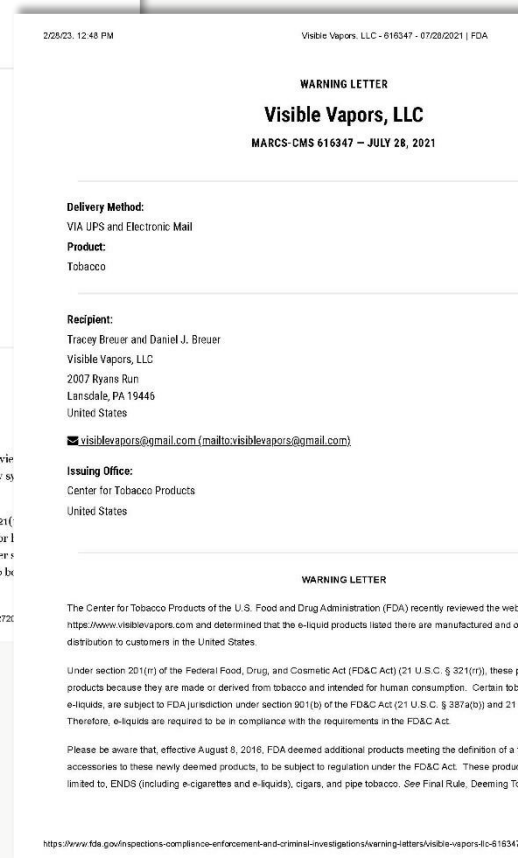 2/28/23, 12:48 PM
Visible Vapors, LLC - 616347 - 07/28/2021 | FDA
WARNING LETTER
Visible Vapors, LLC
MARCS-CMS 616347 — JULY 28, 2021
Delivery Method:
VIA UPS and Electronic Mail
Product:
Tobacco
Recipient:
Tracey Breuer and Daniel J. Breuer
Visible Vapors, LLC
2007 Ryans Run
Lansdale, PA 19446
United States
visiblevapors@gmail.com (mailto:visiblevapors@gmail.com)
Issuing Office:
Center for Tobacco Products
United States
WARNING LETTER
The Center for Tobacco Products of the U.S. Food and Drug Administration (FDA) recently reviewed the web
https://www.visiblevapors.com and determined that the e-liquid products listed there are manufactured and o
distribution to customers in the United States.
Under section 201(rr) of the Federal Food, Drug, and Cosmetic Act (FD&C Act) (21 U.S.C. § 321(rr)), these p
products because they are made or derived from tobacco and intended for human consumption. Certain tob
e-liquids, are subject to FDA jurisdiction under section 901(b) of the FD&C Act (21 U.S.C. § 387a(b)) and 21
Therefore, e-liquids are required to be in compliance with the requirements in the FD&C Act.
Please be aware that, effective August 8, 2016, FDA deemed additional products meeting the definition of a
accessories to these newly deemed products, to be subject to regulation under the FD&C Act. These produc
limited to, ENDS (including e-cigarettes and e-liquids), cigars, and pipe tobacco. See Final Rule, Deeming To
https://www.fda.gov/inspections-compliance-enforcement-and-criminal-investigations/warning-letters/visible-vapors-llc-616347